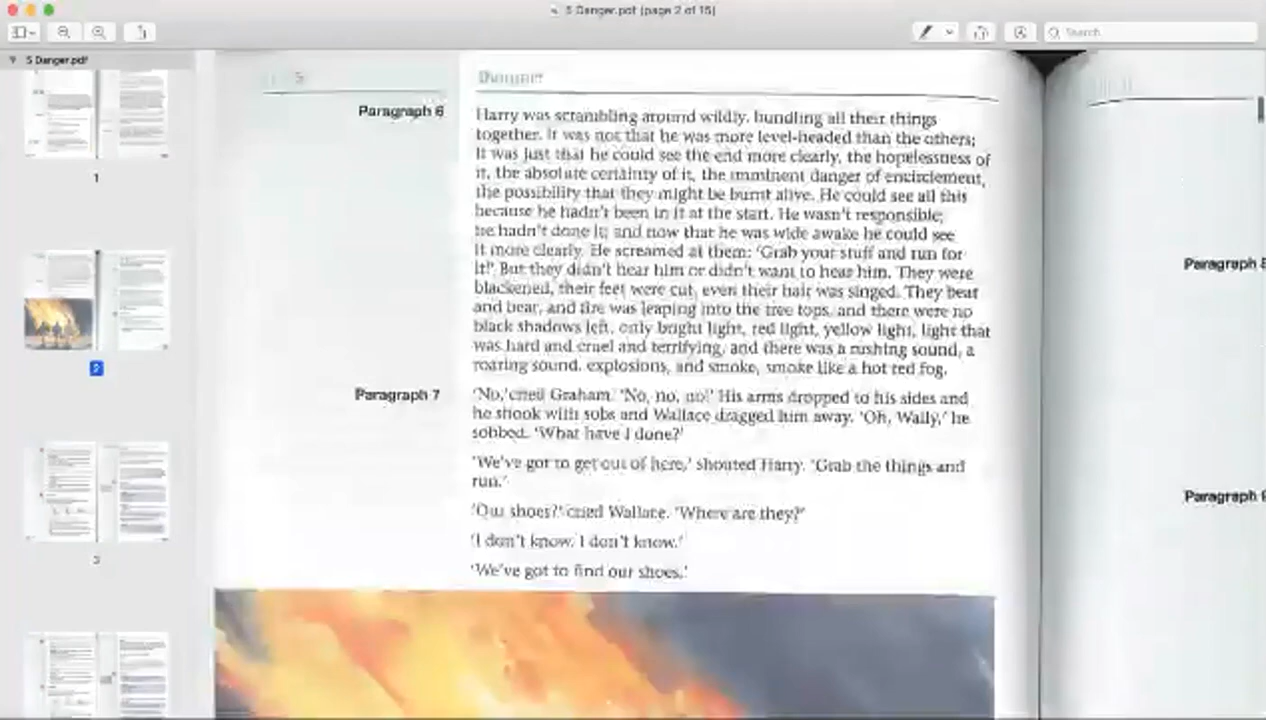 5 Danger.pdf (page 2 of 15)
Search
5 Danger.pdf
1
2
3
5
Danger
Paragraph 6
Harry was scrambling around wildly, bundling all their things
together. It was not that he was more level-headed than the others;
it was just that he could see the end more clearly, the hopelessness of
it, the absolute certainty of it, the imminent danger of encirclement,
the possibility that they might be burnt alive. He could see all this
because he hadn't been in it at the start. He wasn't responsible;
he hadn't done it; and now that he was wide awake he could see
it more clearly. He screamed at them: 'Grab your stuff and run for
it!' But they didn't hear him or didn't want to hear him. They were
blackened, their feet were cut, even their hair was singed. They beat
and beat, and fire was leaping into the tree tops, and there were no
black shadows left, only bright light, red light, yellow light, light that
was hard and cruel and terrifying, and there was a rushing sound, a
roaring sound, explosions, and smoke, smoke like a hot red fog.
Paragraph 7
'No,' cried Graham. 'No, no, no!' His arms dropped to his sides and
he shook with sobs and Wallace dragged him away. 'Oh, Wally,' he
sobbed. 'What have I done?'
'We've got to get out of here,' shouted Harry. 'Grab the things and
run.'
'Our shoes?' cried Wallace. 'Where are they?'
'I don't know. I don't know.'
'We've got to find our shoes.'
Paragraph
Paragraph